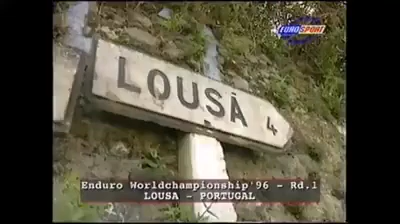 EUROSPORT
LOUSÃ 4
Enduro Worldchampionship'96 - Rd.1
LOUSA - PORTUGAL